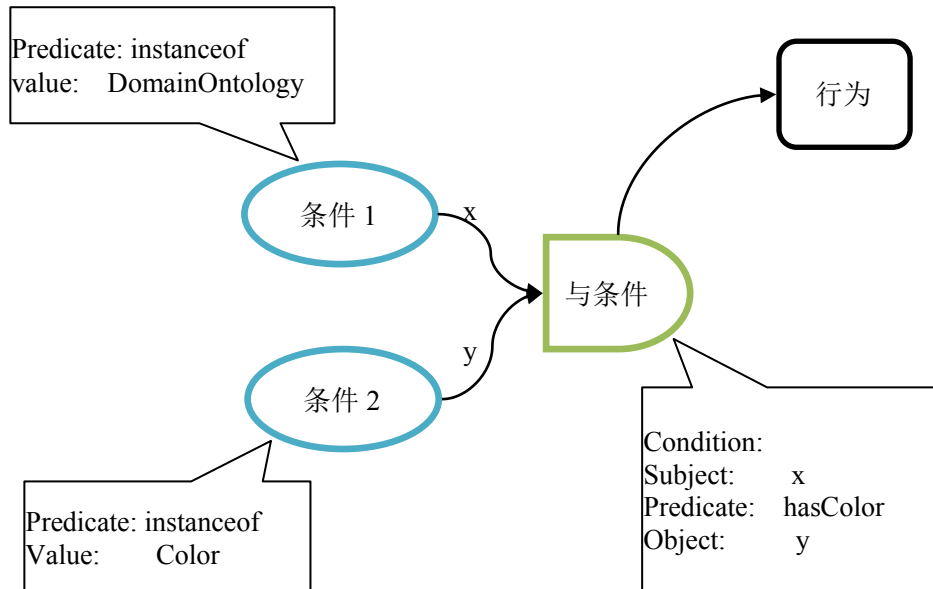 Predicate: instanceof
value: DomainOntology
行为
条件 1
x
与条件
y
条件 2
Condition:
Subject: x
Predicate: hasColor
Object: y
Predicate: instanceof
Value: Color